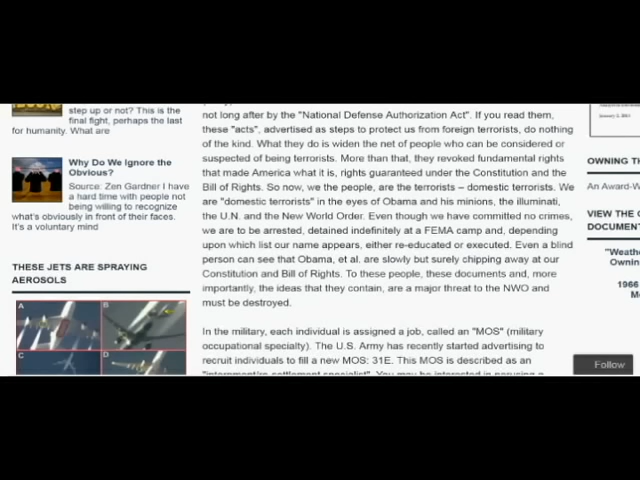 step up or not? This is the
final fight, perhaps the last
for humanity. What are
Why Do We Ignore the
Obvious?
Source: Zen Gardner I have
a hard time with people not
being willing to recognize
what's obviously in front of their faces.
It's a voluntary mind
THESE JETS ARE SPRAYING
AEROSOLS
A
B
C
D
not long after by the "National Defense Authorization Act". If you read them,
these "acts", advertised as steps to protect us from foreign terrorists, do nothing
of the kind. What they do is widen the net of people who can be considered or
suspected of being terrorists. More than that, they revoked fundamental rights
that made America what it is, rights guaranteed under the Constitution and the
Bill of Rights. So now, we the people, are the terrorists – domestic terrorists. We
are "domestic terrorists" in the eyes of Obama and his minions, the illuminati,
the U.N. and the New World Order. Even though we have committed no crimes,
we are to be arrested, detained indefinitely at a FEMA camp and, depending
upon which list our name appears, either re-educated or executed. Even a blind
person can see that Obama, et al. are slowly but surely chipping away at our
Constitution and Bill of Rights. To these people, these documents and, more
importantly, the ideas that they contain, are a major threat to the NWO and
must be destroyed.
In the military, each individual is assigned a job, called an "MOS" (military
occupational specialty). The U.S. Army has recently started advertising to
recruit individuals to fill a new MOS: 31E. This MOS is described as an
"internment/re-settlement specialist". You may be interested in perusing a
OWNING TH
An Award-W
VIEW THE
DOCUMENT
"Weathe
Ownin
1966
Follow